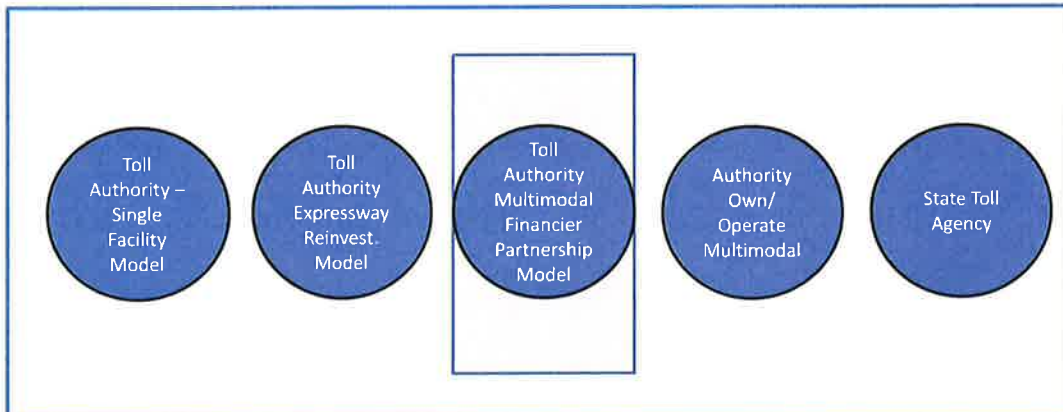 Toll
Authority –
Single
Facility
Model
Toll
Authority
Expressway
Reinvest.
Model
Toll
Authority
Multimodal
Financier
Partnership
Model
Authority
Own/
Operate
Multimodal
State Toll
Agency